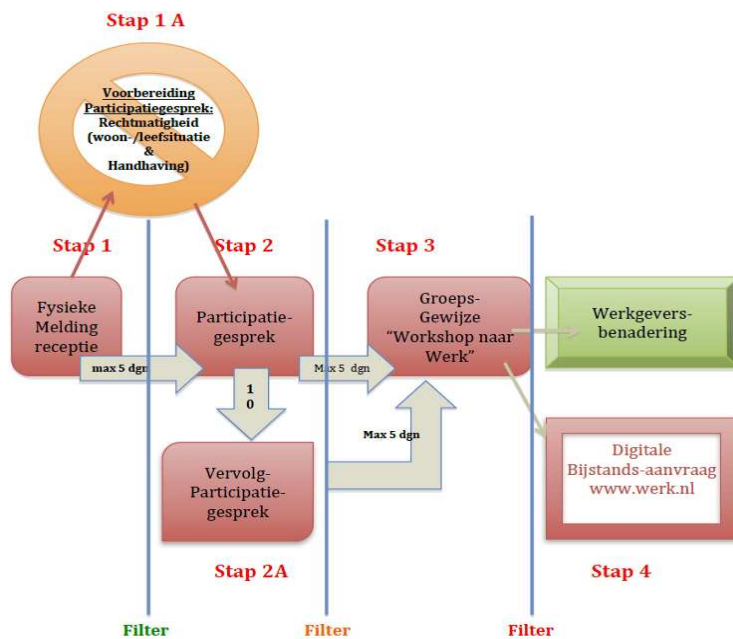 Stap 1 A
Voorbereiding
Participatiegesprek:
Rechtmatigheid
(woon-/leefsituatie
&
Handhaving)
Stap 1
Stap 2
Stap 3
Fysieke
Melding
receptie
Participatie-
gesprek
Groeps-
Gewijze
“Workshop naar
Werk”
Werkgevers-
benadering
max 5 dgn
Max 5 dgn
1
0
Max 5 dgn
Vervolg-
Participatie-
gesprek
Digitale
Bijstands-aanvraag
www.werk.nl
Stap 2A
Stap 4
Filter
Filter
Filter